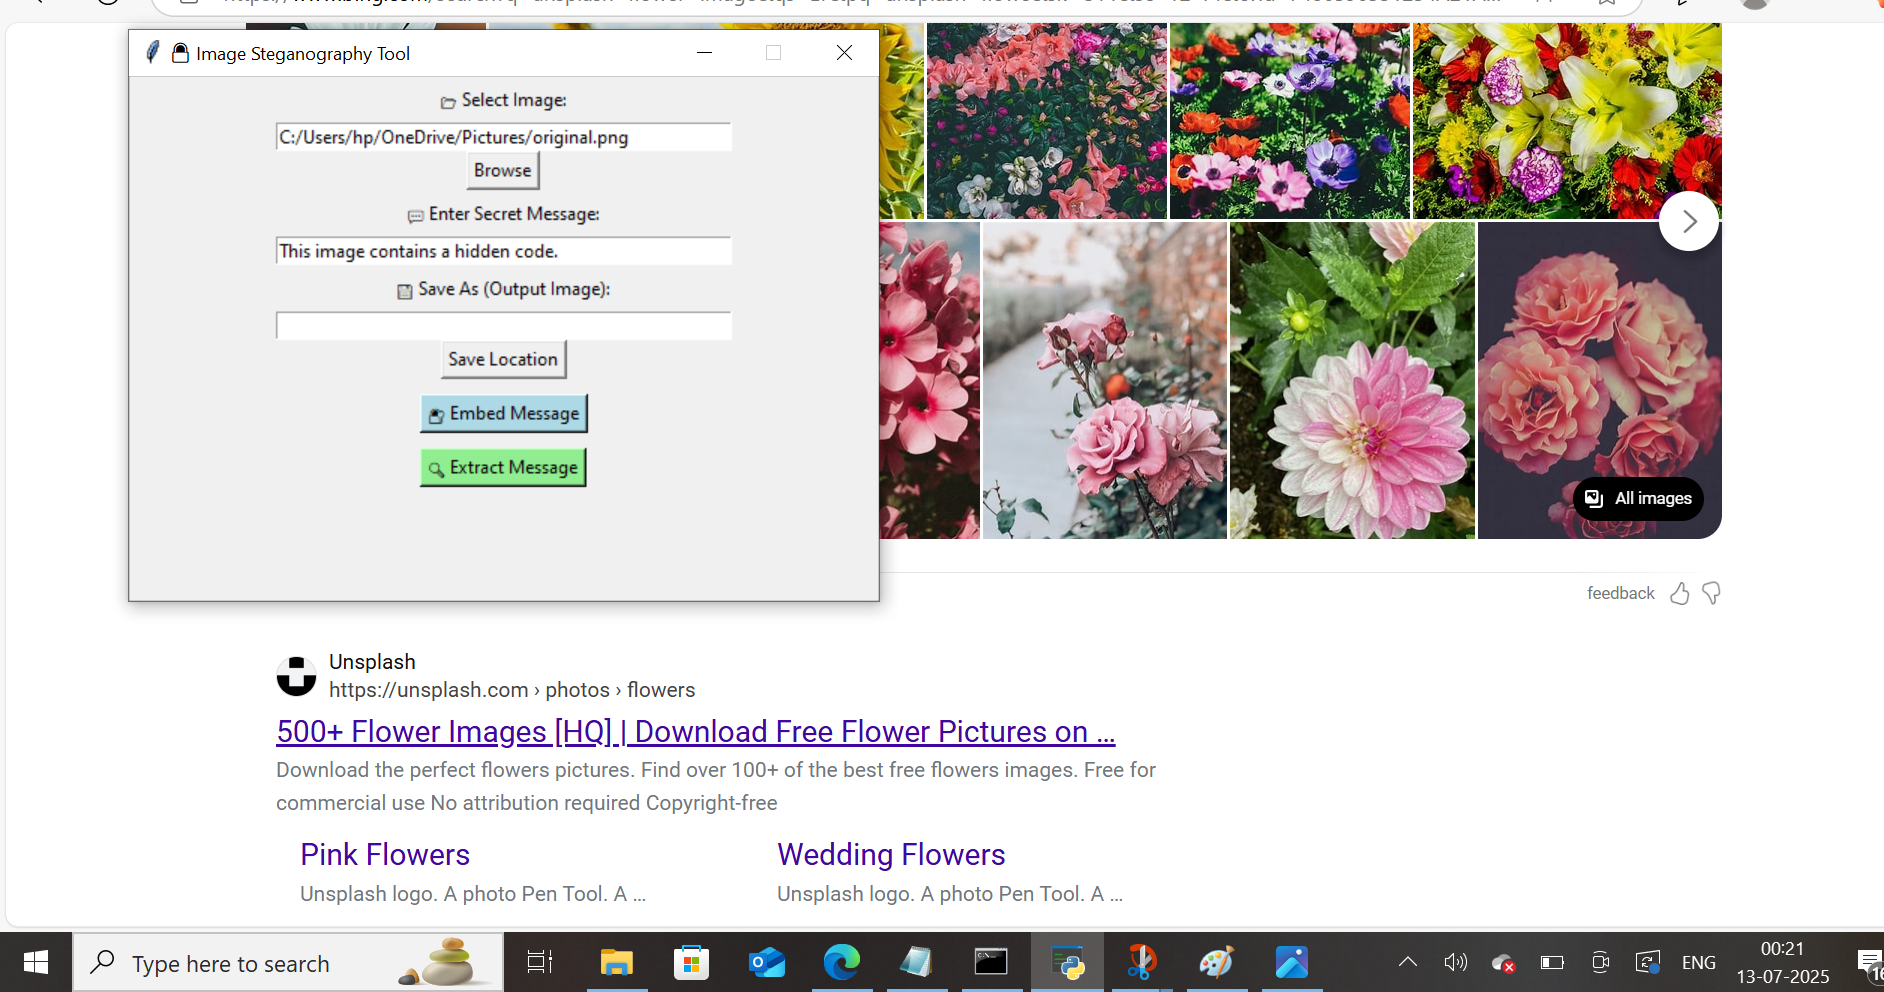 Image Steganography Tool
Select Image:
C:/Users/hp/OneDrive/Pictures/original.png
Browse
Enter Secret Message:
This image contains a hidden code.
Save As (Output Image):
Save Location
Embed Message
Extract Message
All images
feedback
Unsplash
https://unsplash.com › photos › flowers
500+ Flower Images [HQ] | Download Free Flower Pictures on ...
Download the perfect flowers pictures. Find over 100+ of the best free flowers images. Free for
commercial use No attribution required Copyright-free
Pink Flowers
Wedding Flowers
Unsplash logo. A photo Pen Tool. A ...
Unsplash logo. A photo Pen Tool. A ...
Type here to search
ENG
00:21
13-07-2025
16